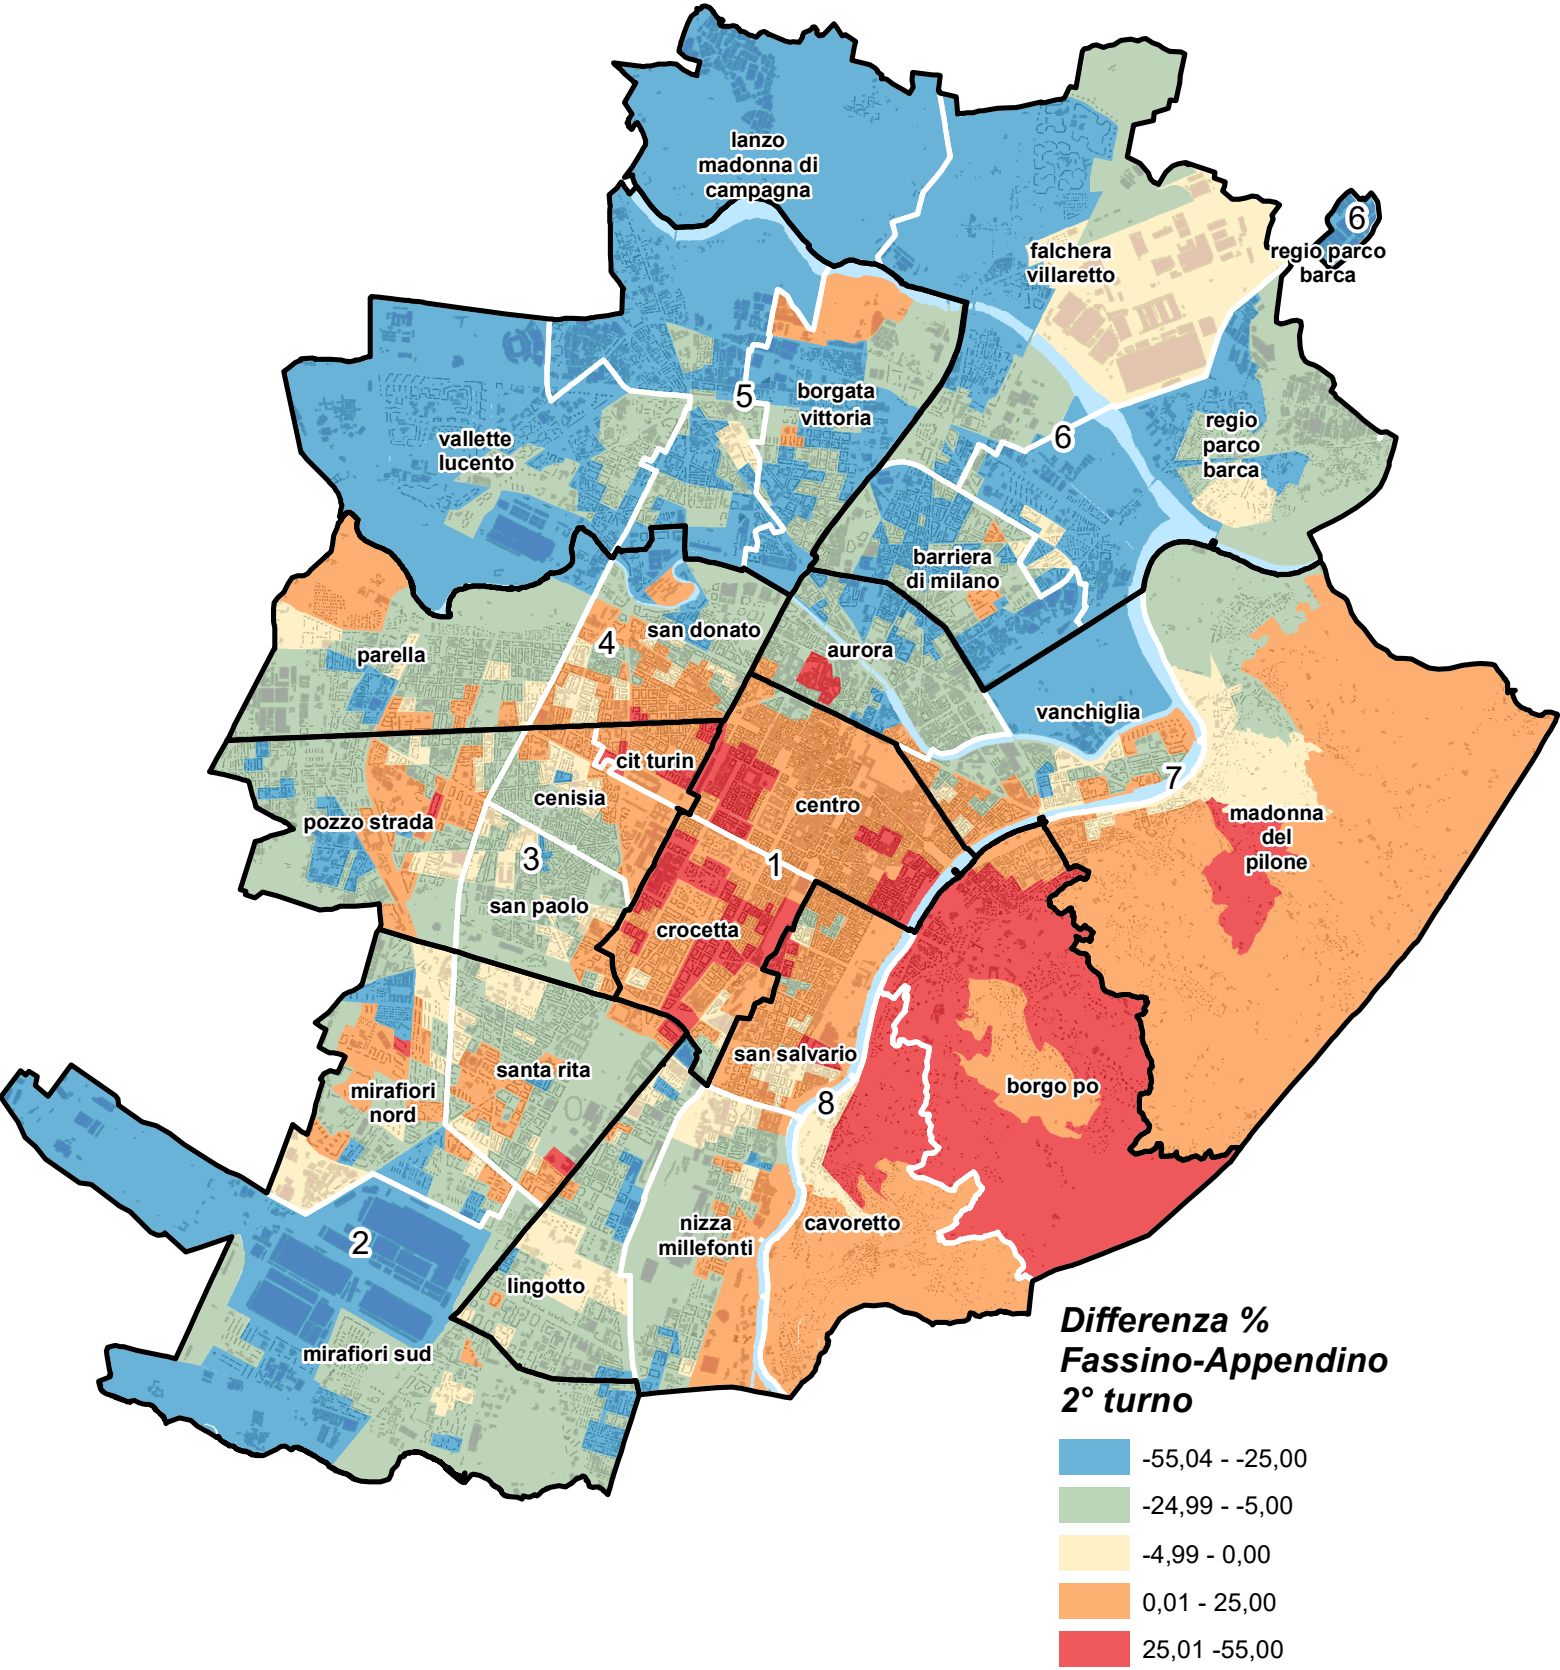 lanzo
madonna di
campagna
6
falchera
villaretto
regio parco
barca
5
borgata
vittoria
vallette
lucento
6
regio
parco
barca
barriera
di milano
4
san donato
parella
aurora
vanchiglia
cit turin
7
cenisia
centro
pozzo strada
madonna
del
pilone
3
1
san paolo
crocetta
san salvario
santa rita
borgo po
mirafiori
nord
8
nizza
millefonti
cavoretto
2
lingotto
mirafiori sud
Differenza %
Fassino-Appendino
2° turno
-55,04 - -25,00
-24,99 - -5,00
-4,99 - 0,00
0,01 - 25,00
25,01 -55,00